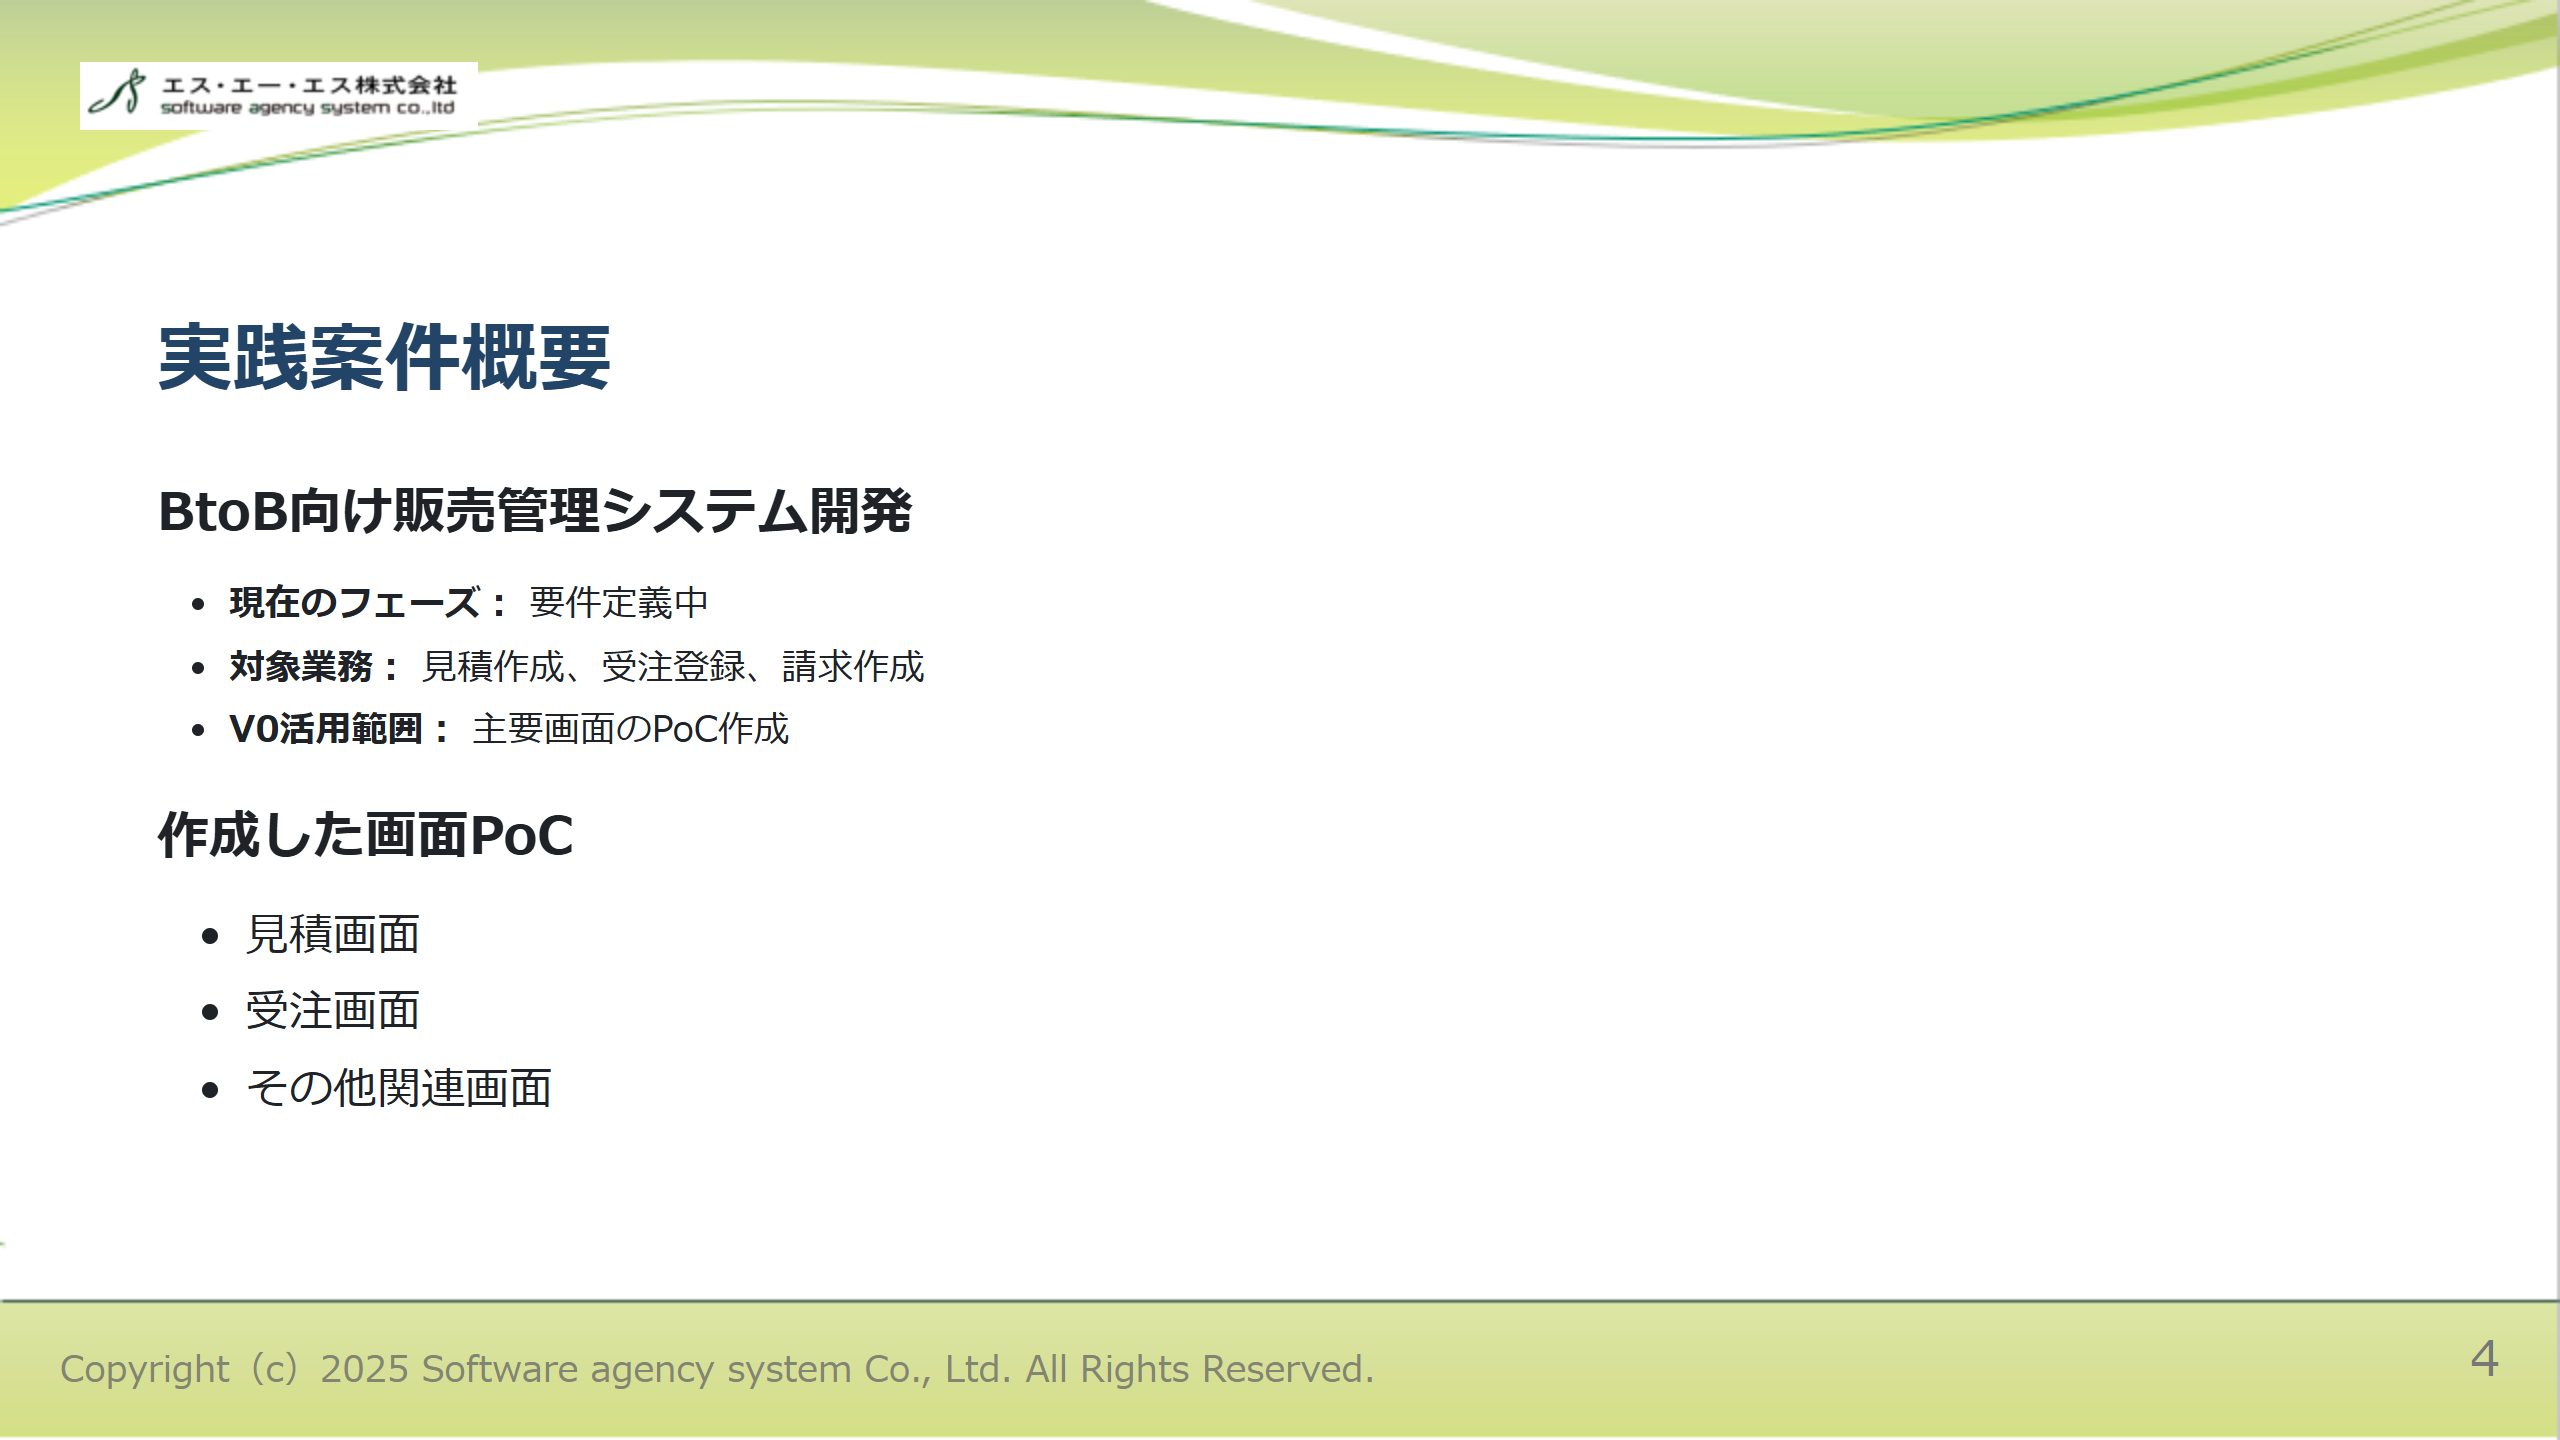 エス・エー・エス株式会社
software agency system co.,ltd
実践案件概要
BtoB向け販売管理システム開発
• 現在のフェーズ： 要件定義中
• 対象業務： 見積作成、受注登録、請求作成
• V0活用範囲： 主要画面のPoC作成
作成した画面PoC
• 見積画面
• 受注画面
• その他関連画面
Copyright（c）2025 Software agency system Co., Ltd. All Rights Reserved.
4